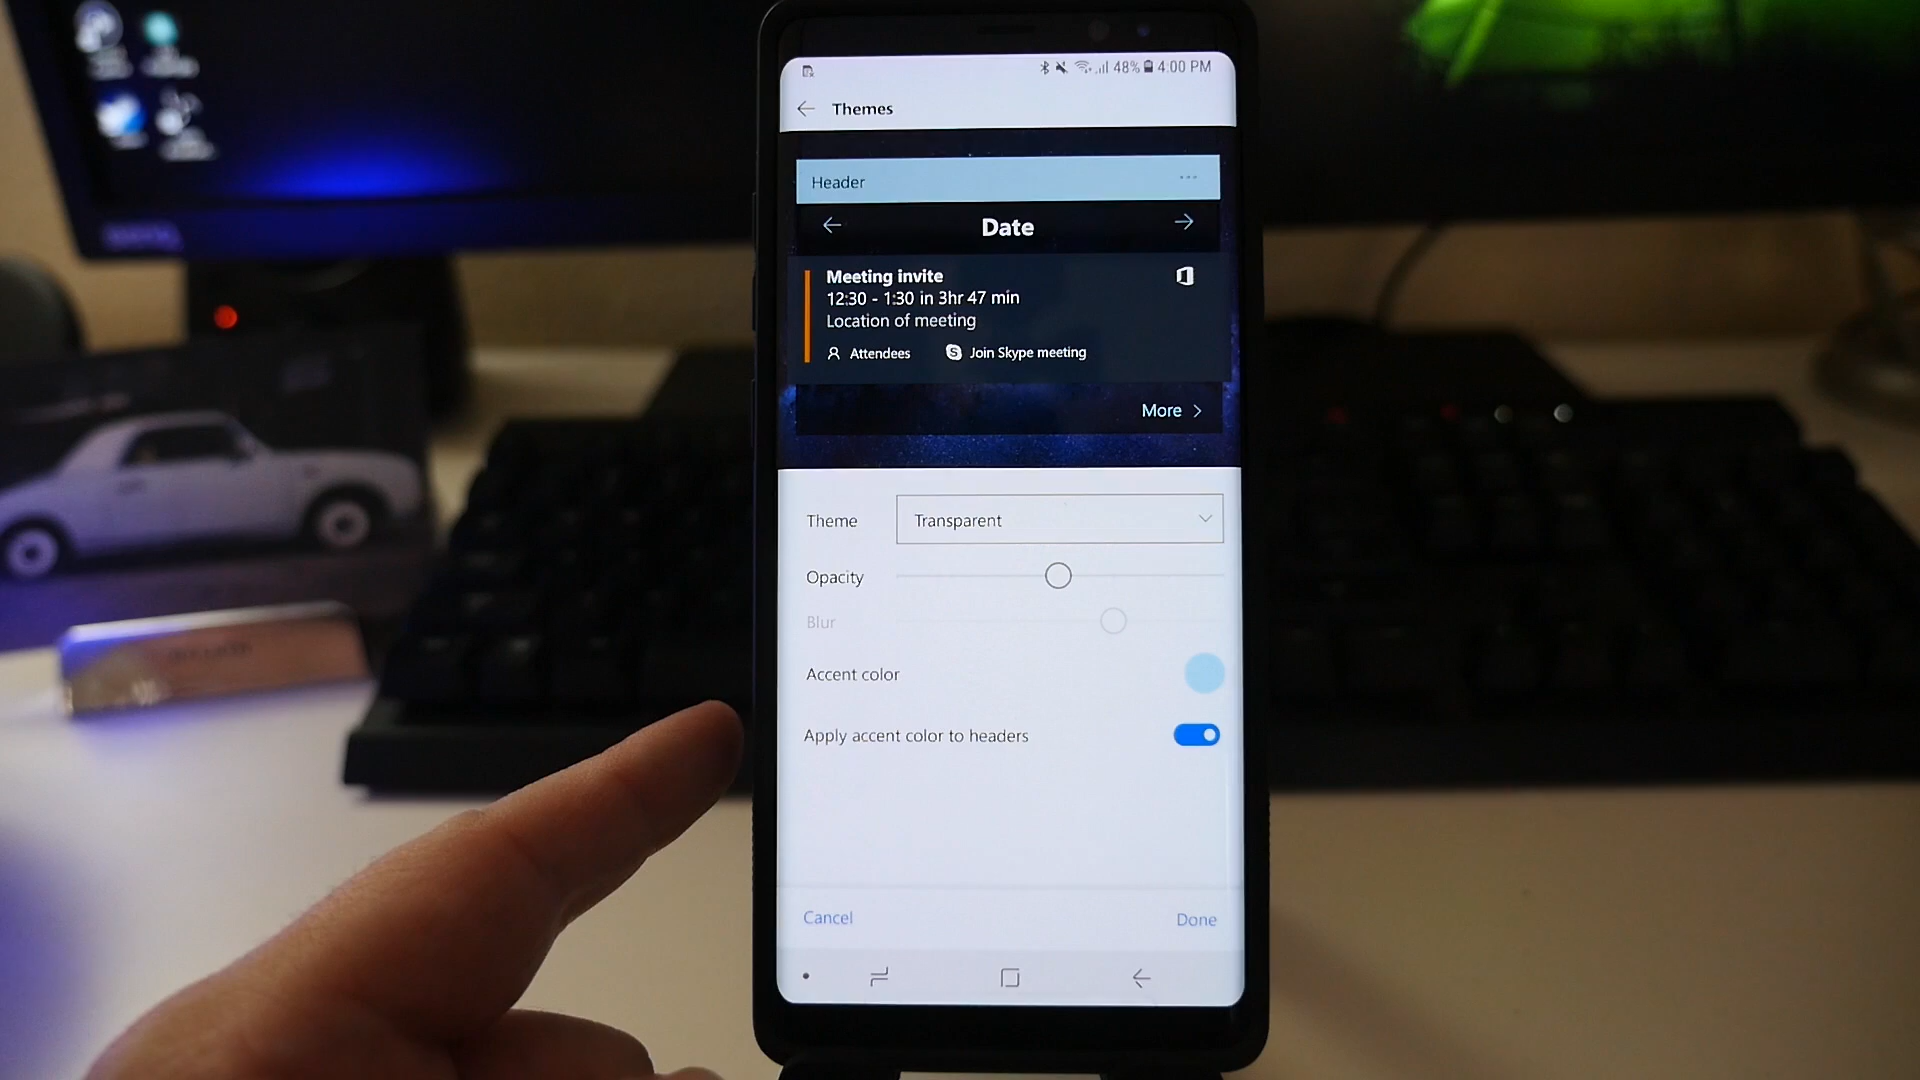 48% 4:00 PM
Themes
Header
Date
Meeting invite
12:30 - 1:30 in 3hr 47 min
Location of meeting
Attendees Join Skype meeting
More
Theme Transparent
Opacity
Blur
Accent color
Apply accent color to headers
Cancel Done